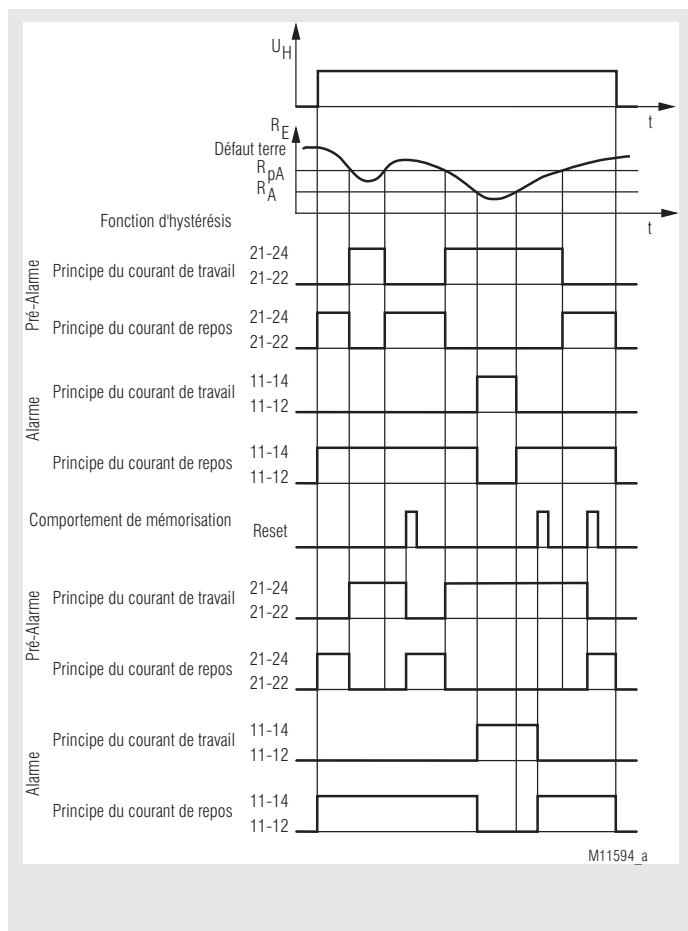 UH
t
RE
Défaut terre
RpA
RA
t
Fonction d'hystérésis
Pré-Alarme
Principe du courant de travail
21-24
21-22
Principe du courant de repos
21-24
21-22
Alarme
Principe du courant de travail
11-14
11-12
Principe du courant de repos
11-14
11-12
Comportement de mémorisation
Reset
Pré-Alarme
Principe du courant de travail
21-24
21-22
Principe du courant de repos
21-24
21-22
Alarme
Principe du courant de travail
11-14
11-12
Principe du courant de repos
11-14
11-12
M11594_a